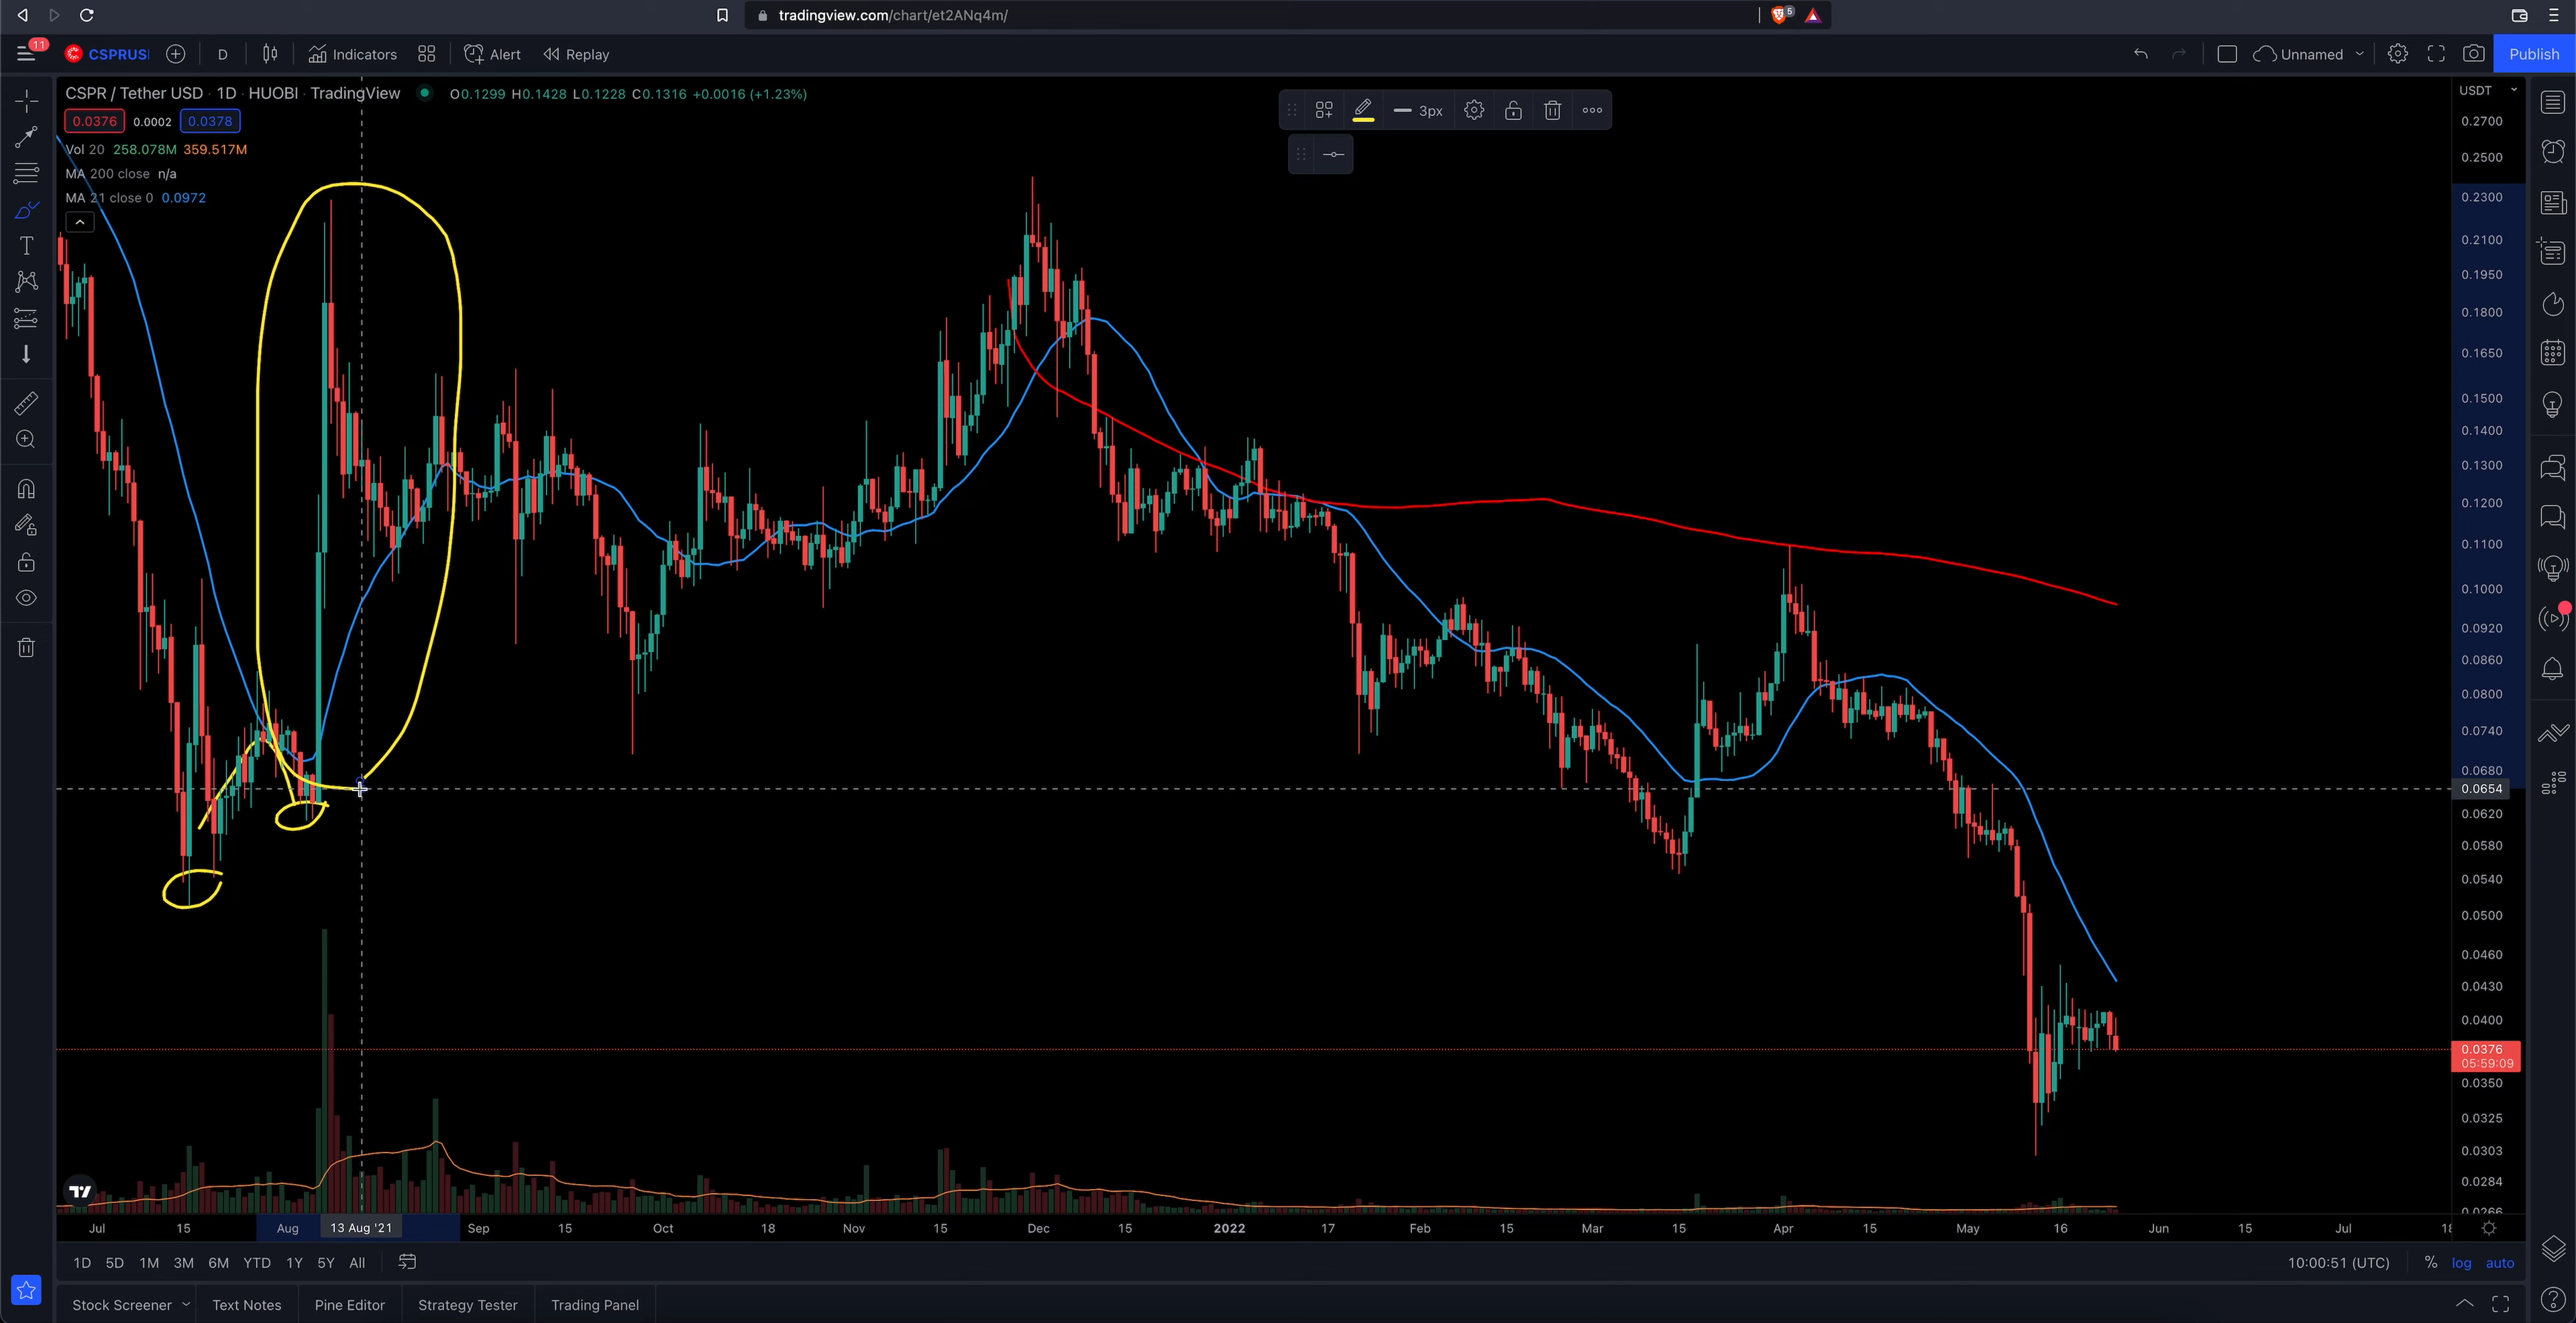 tradingview.com/chart/et2ANq4m/
5
11
CSPRUS
D
Indicators
Alert
Replay
Unnamed
Publish
CSPR / Tether USD · 1D · HUOBI · TradingView
O0.1299 H0.1428 L0.1228 C0.1316 +0.0016 (+1.23%)
0.0376
0.0002
0.0378
Vol 20 258.078M 359.517M
MA 200 close n/a
MA 21 close 0 0.0972
3px
USDT
0.2700
0.2500
0.2300
0.2100
0.1950
0.1800
0.1650
0.1500
0.1400
0.1300
0.1200
0.1100
0.1000
0.0920
0.0860
0.0800
0.0740
0.0680
0.0654
0.0620
0.0580
0.0540
0.0500
0.0460
0.0430
0.0400
0.0376
05:59:09
0.0350
0.0325
0.0303
0.0284
0.0266
Jul 15 Aug 13 Aug '21 Sep 15 Oct 18 Nov 15 Dec 15 2022 17 Feb 15 Mar 15 Apr 15 May 16 Jun 15 Jul
1D 5D 1M 3M 6M YTD 1Y 5Y All
10:00:51 (UTC) % log auto
Stock Screener Text Notes Pine Editor Strategy Tester Trading Panel